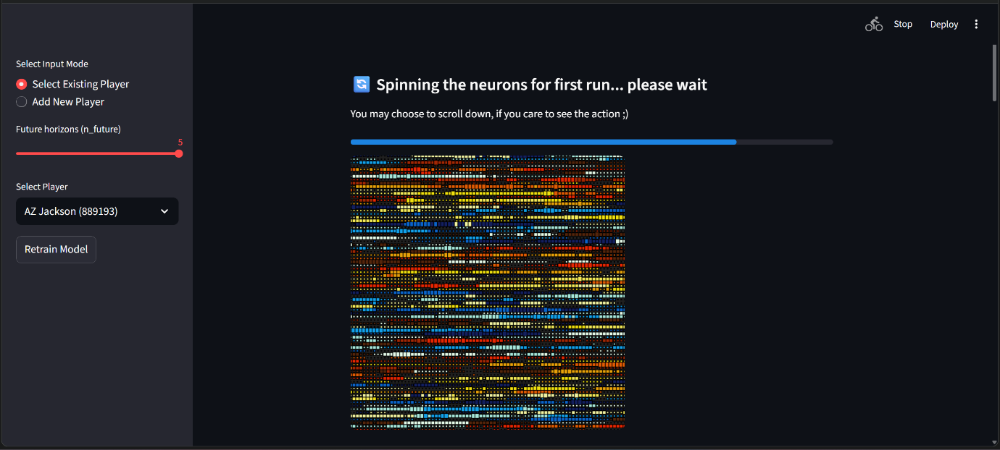 Stop
Deploy
Select Input Mode
Select Existing Player
Add New Player
Future horizons (n_future)
5
Select Player
AZ Jackson (889193)
Retrain Model
Spinning the neurons for first run... please wait
You may choose to scroll down, if you care to see the action ;)